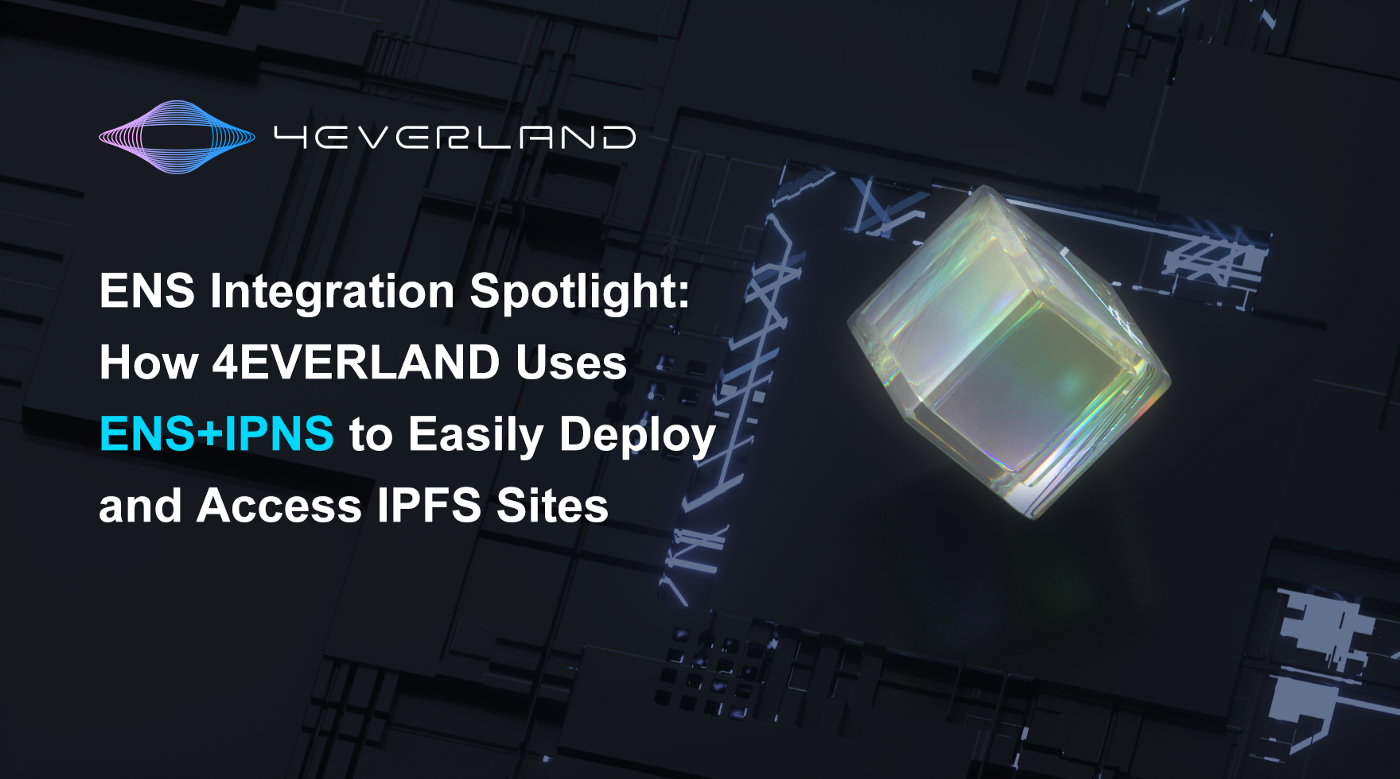 4EVERLAND
ENS Integration Spotlight:
How 4EVERLAND Uses
ENS+IPNS to Easily Deploy
and Access IPFS Sites